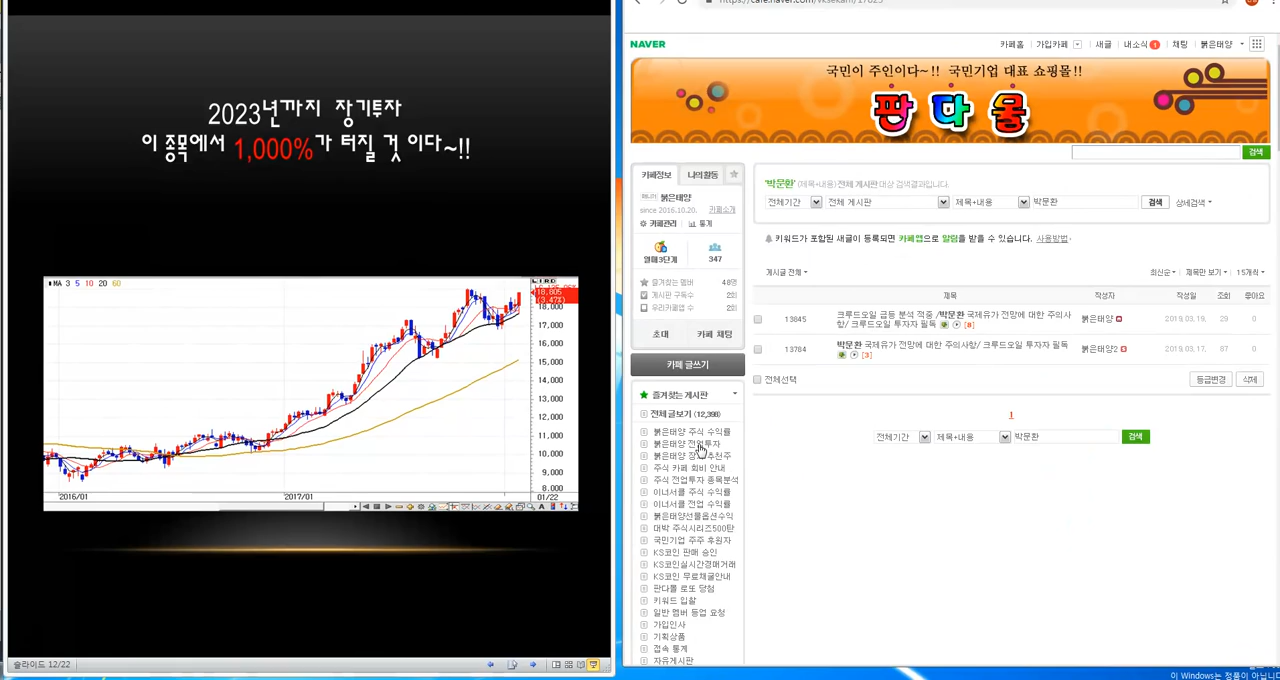 2023년까지 장기투자
이 종목에서 1,000%가 터질 것 이다~!!
MA 3 5 10 20 60
18,805
(3.47%)
18,000
17,000
16,000
15,000
14,000
13,000
12,000
11,000
10,000
9,000
8,000
2016/01
2017/01
01/22
슬라이드 12/22
NAVER
카페홈
가입카페
새글
내소식 1
채팅
붉은태양
국민이 주인이다~!! 국민기업 대표 쇼핑몰!!
판다몰
검색
카페정보
나의활동
매니저 붉은태양
since 2016.10.20.
카페소개
카페관리
통계
열매3단계
347
즐겨찾는 멤버
48명
게시판 구독수
2회
우리카페앱 수
2회
초대
카페 채팅
카페 글쓰기
즐겨찾는 게시판
전체글보기 (12,398)
붉은태양 주식 수익률
붉은태양 전업투자
붉은태양
주식 카페 회비 안내
주식 전업투자 종목분석
이너서클 주식 수익률
이너서클 전업 수익률
붉은태양선물옵션수익
대박 주식시리즈500탄
국민기업 주주 후원자
KS코인 판매 승인
KS코인실시간경매거래
KS코인 무료채굴안내
판다몰 로또 당첨
키워드 입찰
일반 멤버 등업 요청
가입인사
기획상품
접속 통계
자유게시판
'박문환' (제목+내용) 전체 게시판 대상 검색결과입니다.
전체기간
전체 게시판
제목+내용
박문환
검색
상세검색
키워드가 포함된 새글이 등록되면 카페앱으로 알림을 받을 수 있습니다. 사용방법
게시글 전체
최신순
제목만 보기
15개씩
제목
작성자
작성일
조회
좋아요
13845
크루드오일 급등 분석 적중 /박문환 국제유가 전망에 대한 주의사
항/ 크루드오일 투자자 필독 [8]
붉은태양
2019.03.19.
29
0
13784
박문환 국제유가 전망에 대한 주의사항/ 크루드오일 투자자 필독
[3]
붉은태양2
2019.03.17.
87
0
전체선택
등급변경
삭제
1
전체기간
제목+내용
박문환
검색
이 Windows는 정품이 아닙니다